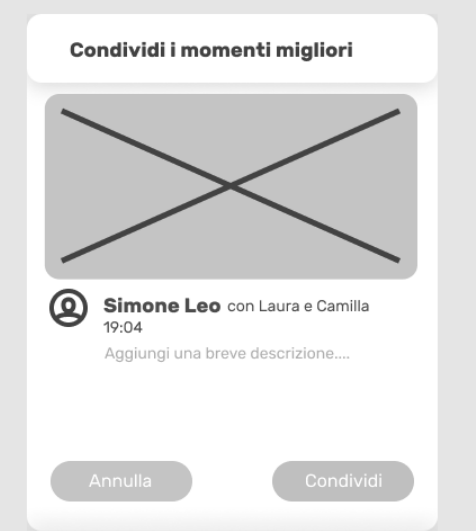 Condividi i momenti migliori
Simone Leo con Laura e Camilla
19:04
Aggiungi una breve descrizione....
Annulla Condividi